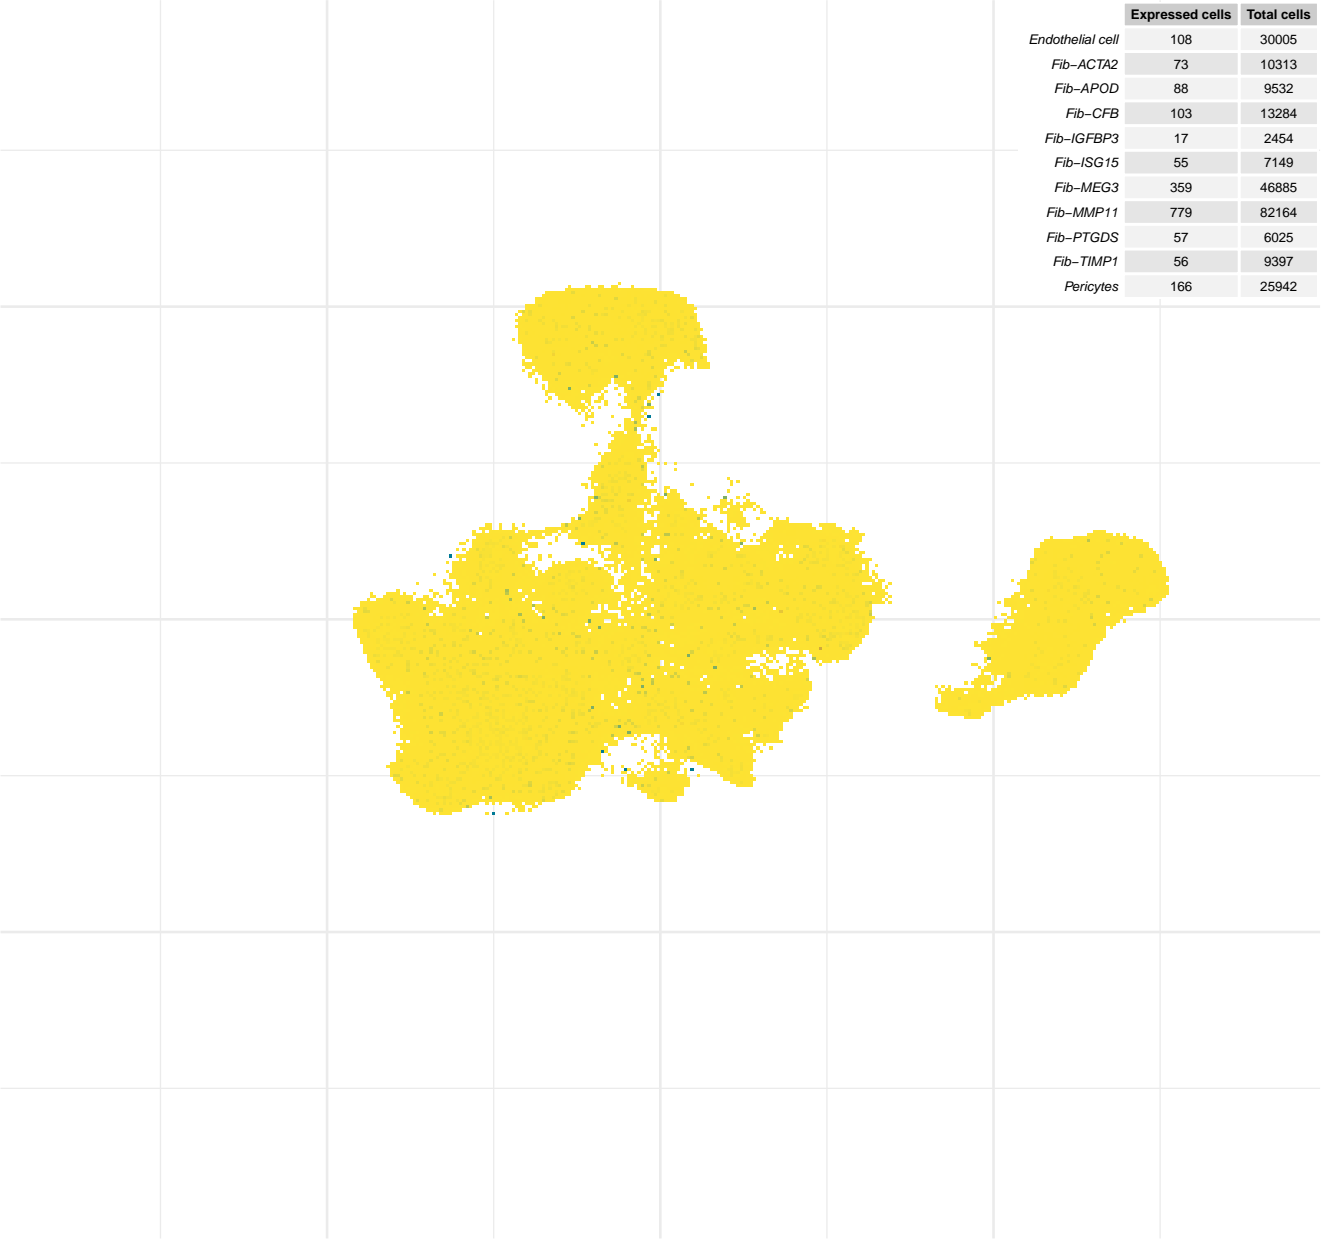 Expressed cells Total cells
Endothelial cell 108 30005
Fib−ACTA2 73 10313
Fib−APOD 88 9532
Fib−CFB 103 13284
Fib−IGFBP3 17 2454
Fib−ISG15 55 7149
Fib−MEG3 359 46885
Fib−MMP11 779 82164
Fib−PTGDS 57 6025
Fib−TIMP1 56 9397
Pericytes 166 25942